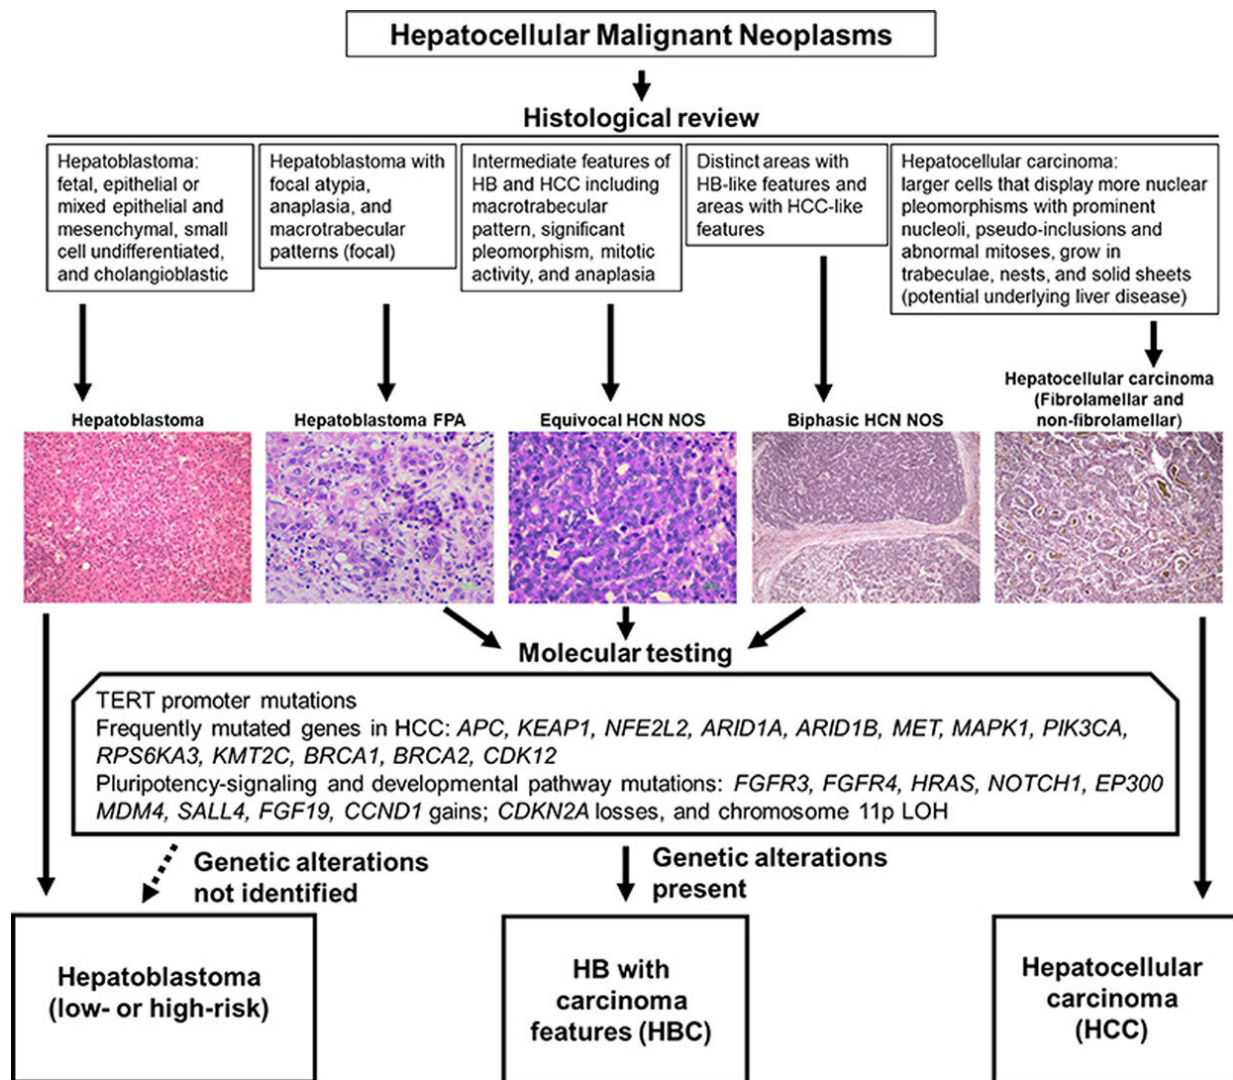 Hepatocellular Malignant Neoplasms
Histological review
Hepatoblastoma:
fetal, epithelial or
mixed epithelial and
mesenchymal, small
cell undifferentiated,
and cholangioblastic
Hepatoblastoma with
focal atypia,
anaplasia, and
macrotrabecular
patterns (focal)
Intermediate features of
HB and HCC including
macrotrabecular
pattern, significant
pleomorphism, mitotic
activity, and anaplasia
Distinct areas with
HB-like features and
areas with HCC-like
features
Hepatocellular carcinoma:
larger cells that display more nuclear
pleomorphisms with prominent
nucleoli, pseudo-inclusions and
abnormal mitoses, grow in
trabeculae, nests, and solid sheets
(potential underlying liver disease)
Hepatoblastoma
Hepatoblastoma FPA
Equivocal HCN NOS
Biphasic HCN NOS
Hepatocellular carcinoma
(Fibrolamellar and
non-fibrolamellar)
Molecular testing
TERT promoter mutations
Frequently mutated genes in HCC: APC, KEAP1, NFE2L2, ARID1A, ARID1B, MET, MAPK1, PIK3CA,
RPS6KA3, KMT2C, BRCA1, BRCA2, CDK12
Pluripotency-signaling and developmental pathway mutations: FGFR3, FGFR4, HRAS, NOTCH1, EP300
MDM4, SALL4, FGF19, CCND1 gains; CDKN2A losses, and chromosome 11p LOH
Genetic alterations
not identified
Genetic alterations
present
Hepatoblastoma
(low- or high-risk)
HB with
carcinoma
features (HBC)
Hepatocellular
carcinoma
(HCC)